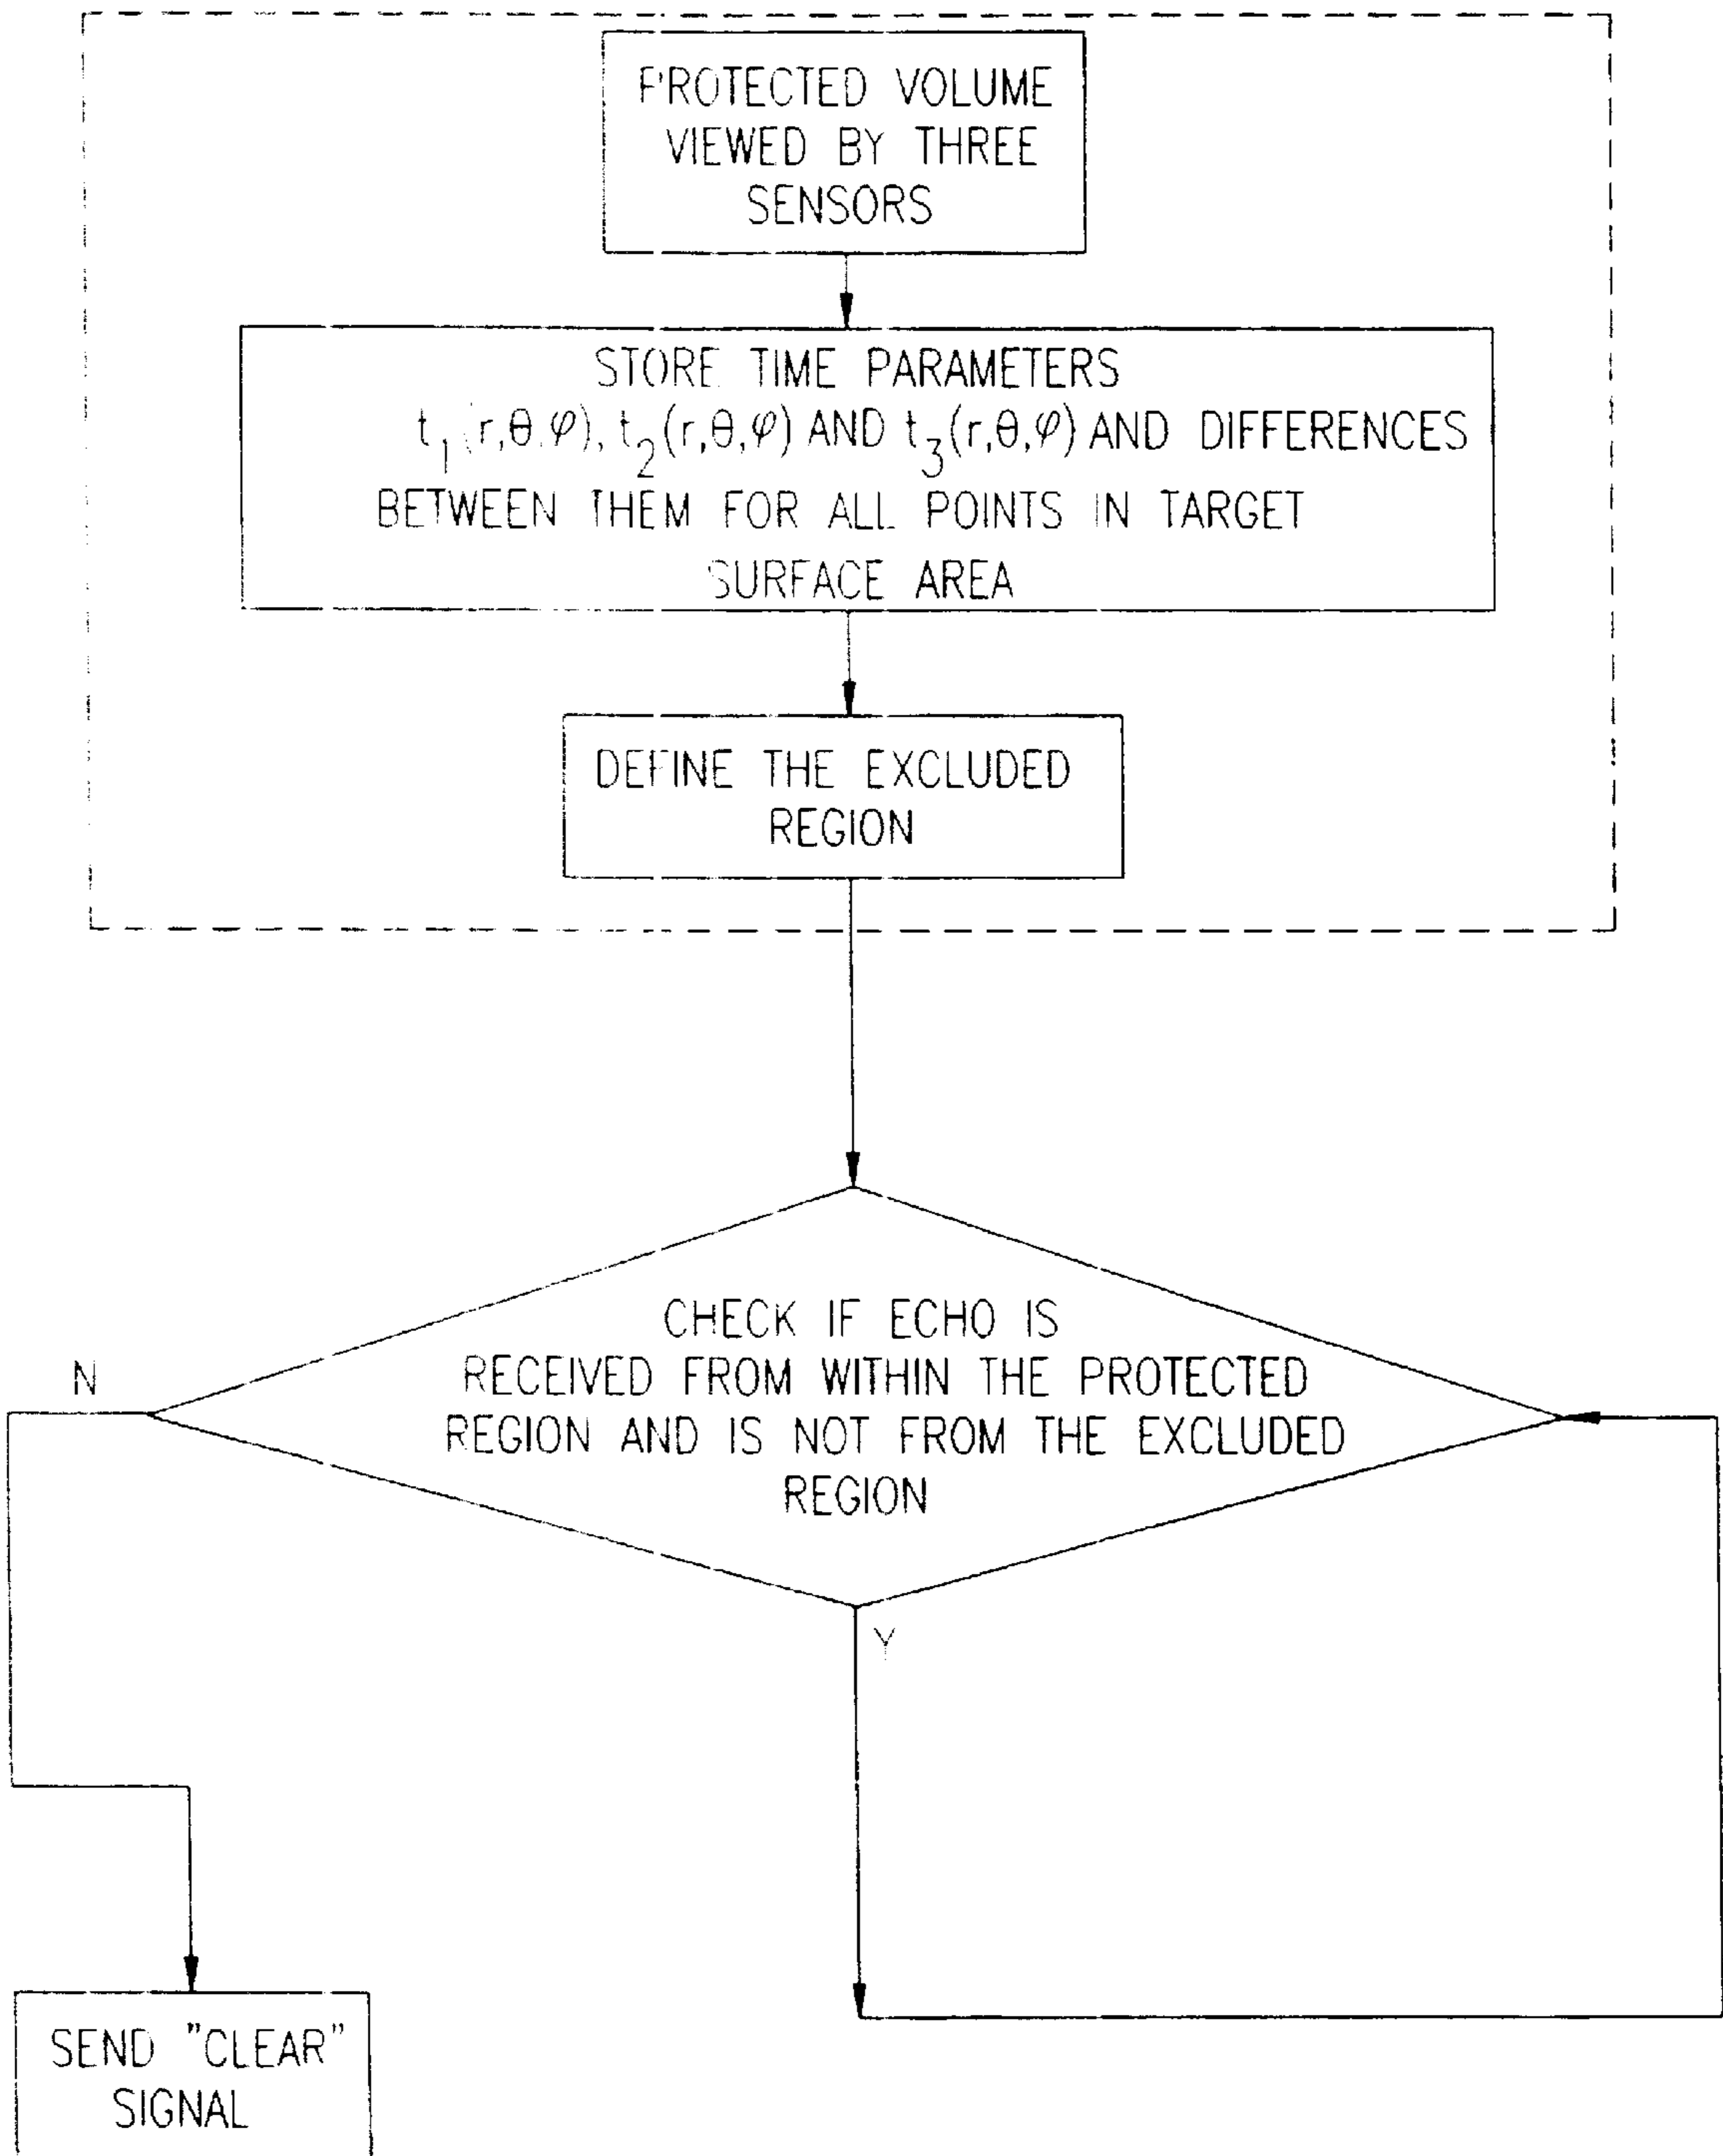 PROTECTED VOLUME
VIEWED BY THREE
SENSORS
STORE TIME PARAMETERS
t₁(r,θ,φ), t₂(r,θ,φ) AND t₃(r,θ,φ) AND DIFFERENCES
BETWEEN THEM FOR ALL POINTS IN TARGET
SURFACE AREA
DEFINE THE EXCLUDED
REGION
CHECK IF ECHO IS
RECEIVED FROM WITHIN THE PROTECTED
REGION AND IS NOT FROM THE EXCLUDED
REGION
N
Y
SEND "CLEAR"
SIGNAL